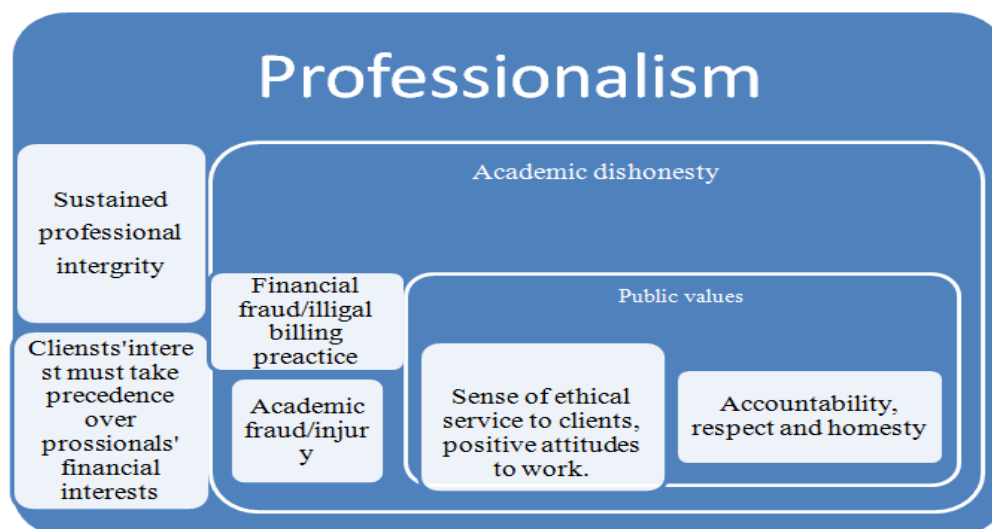 Professionalism
Sustained
professional
intergrity
Cliensts'intere
st must take
precedence
over
prossionals'
financial
interests
Academic dishonesty
Financial
fraud/illigal
billing
preactice
Academic
fraud/injur
y
Public values
Sense of ethical
service to clients,
positive attitudes
to work.
Accountability,
respect and homesty